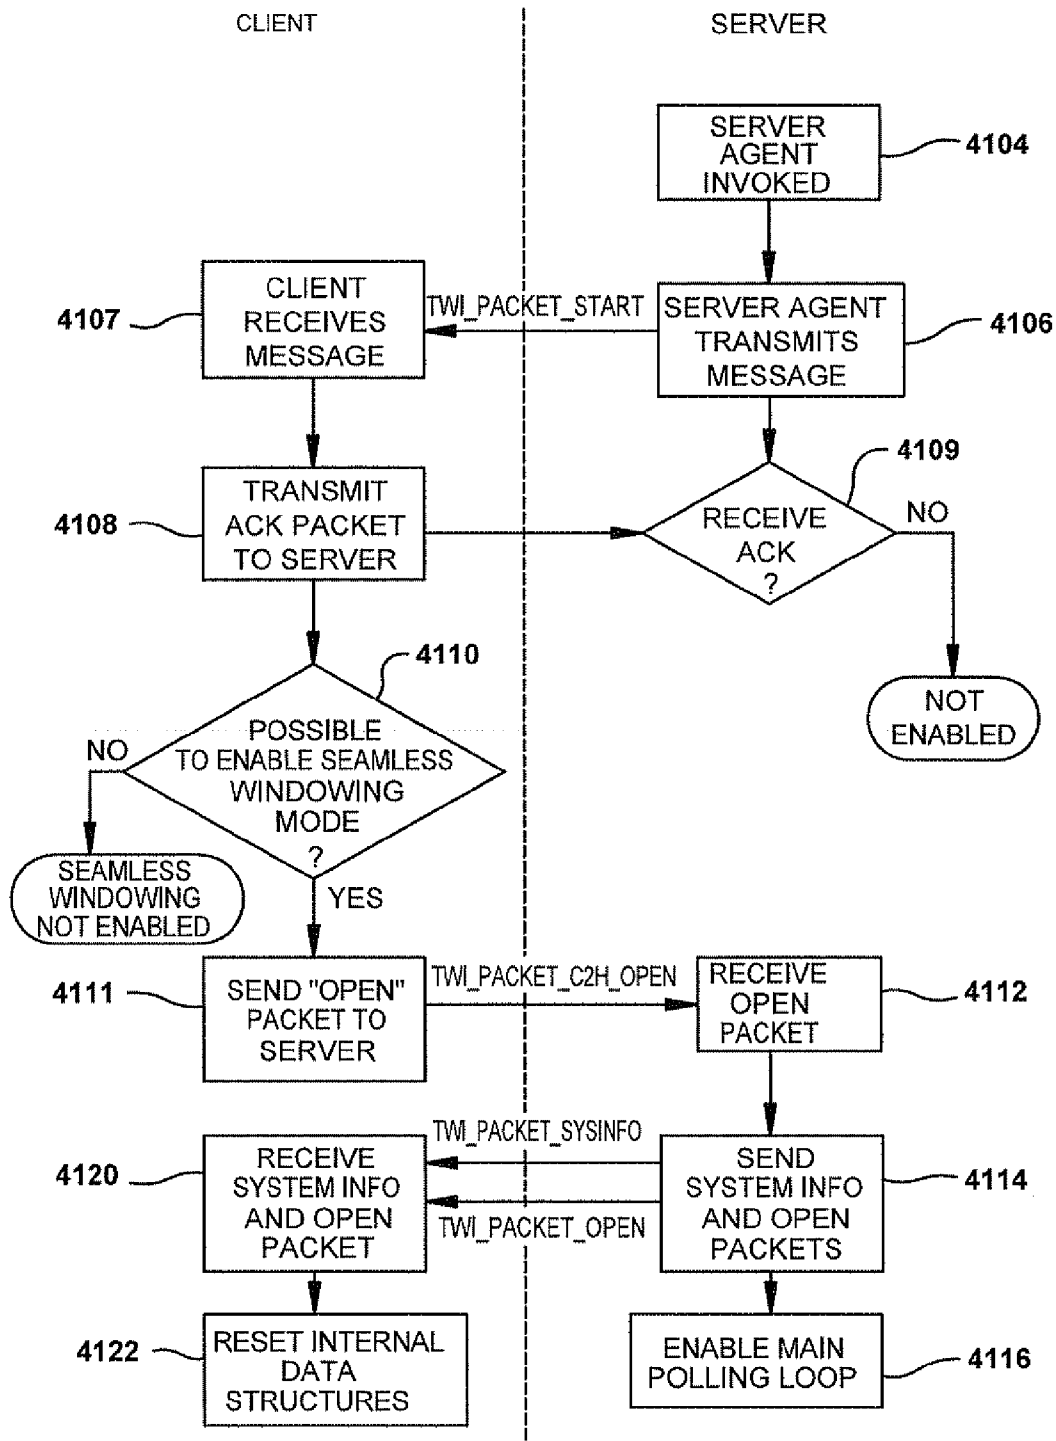 CLIENT
SERVER
SERVER
AGENT
INVOKED
4104
CLIENT
RECEIVES
MESSAGE
4107
TWI_PACKET_START
SERVER AGENT
TRANSMITS
MESSAGE
4106
TRANSMIT
ACK PACKET
TO SERVER
4108
RECEIVE
ACK
?
4109
NO
NOT
ENABLED
POSSIBLE
TO ENABLE SEAMLESS
WINDOWING
MODE
?
4110
NO
SEAMLESS
WINDOWING
NOT ENABLED
YES
SEND "OPEN"
PACKET TO
SERVER
4111
TWI_PACKET_C2H_OPEN
RECEIVE
OPEN
PACKET
4112
TWI_PACKET_SYSINFO
RECEIVE
SYSTEM INFO
AND OPEN
PACKET
4120
TWI_PACKET_OPEN
SEND
SYSTEM INFO
AND OPEN
PACKETS
4114
RESET INTERNAL
DATA
STRUCTURES
4122
ENABLE MAIN
POLLING LOOP
4116